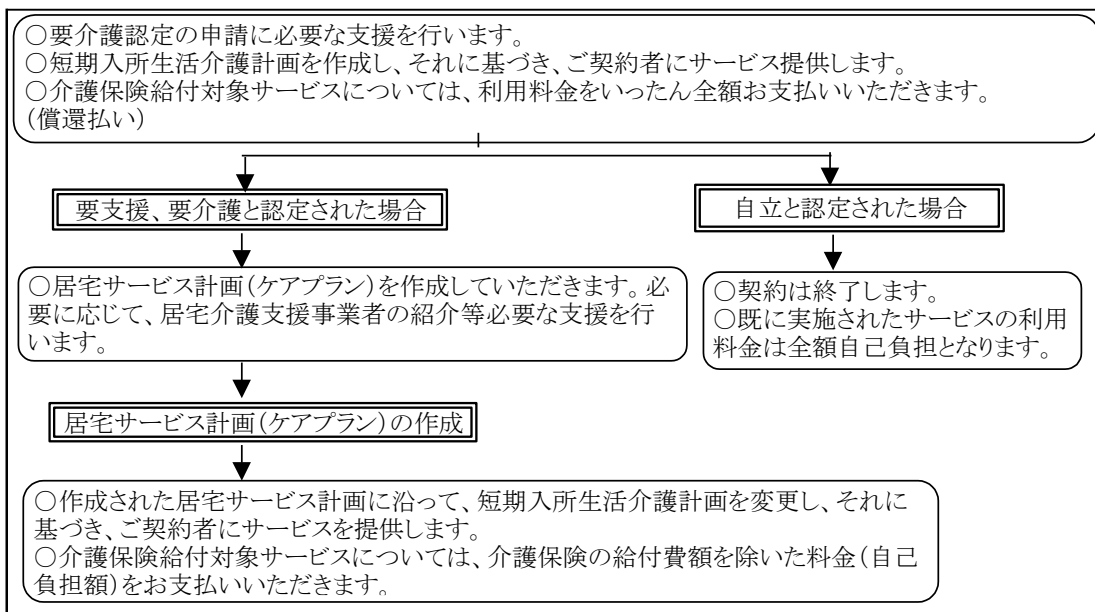 ○要介護認定の申請に必要な支援を行います。
○短期入所生活介護計画を作成し、それに基づき、ご契約者にサービス提供します。
○介護保険給付対象サービスについては、利用料金をいったん全額お支払いいただきます。
(償還払い)
要支援、要介護と認定された場合
自立と認定された場合
○居宅サービス計画(ケアプラン)を作成していただきます。必
要に応じて、居宅介護支援事業者の紹介等必要な支援を行
います。
○契約は終了します。
○既に実施されたサービスの利用
料金は全額自己負担となります。
居宅サービス計画(ケアプラン)の作成
○作成された居宅サービス計画に沿って、短期入所生活介護計画を変更し、それに
基づき、ご契約者にサービスを提供します。
○介護保険給付対象サービスについては、介護保険の給付費額を除いた料金(自己
負担額)をお支払いいただきます。